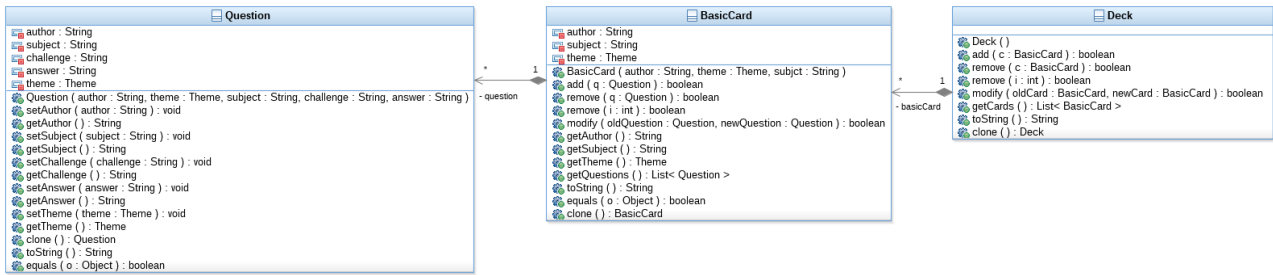 Question
author : String
subject : String
challenge : String
answer : String
theme : Theme
Question ( author : String, theme : Theme, subject : String, challenge : String, answer : String )
setAuthor ( author : String ) : void
getAuthor ( ) : String
setSubject ( subject : String ) : void
getSubject ( ) : String
setChallenge ( challenge : String ) : void
getChallenge ( ) : String
setAnswer ( answer : String ) : void
getAnswer ( ) : String
setTheme ( theme : Theme ) : void
getTheme ( ) : Theme
clone ( ) : Question
toString ( ) : String
equals ( o : Object ) : boolean
* 1
- question
BasicCard
author : String
subject : String
theme : Theme
BasicCard ( author : String, theme : Theme, subjct : String )
add ( q : Question ) : boolean
remove ( q : Question ) : boolean
remove ( i : int ) : boolean
modify ( oldQuestion : Question, newQuestion : Question ) : boolean
getAuthor ( ) : String
getSubject ( ) : String
getTheme ( ) : Theme
getQuestions ( ) : List< Question >
toString ( ) : String
equals ( o : Object ) : boolean
clone ( ) : BasicCard
* 1
- basicCard
Deck
Deck ( )
add ( c : BasicCard ) : boolean
remove ( c : BasicCard ) : boolean
remove ( i : int ) : boolean
modify ( oldCard : BasicCard, newCard : BasicCard ) : boolean
getCards ( ) : List< BasicCard >
toString ( ) : String
clone ( ) : Deck